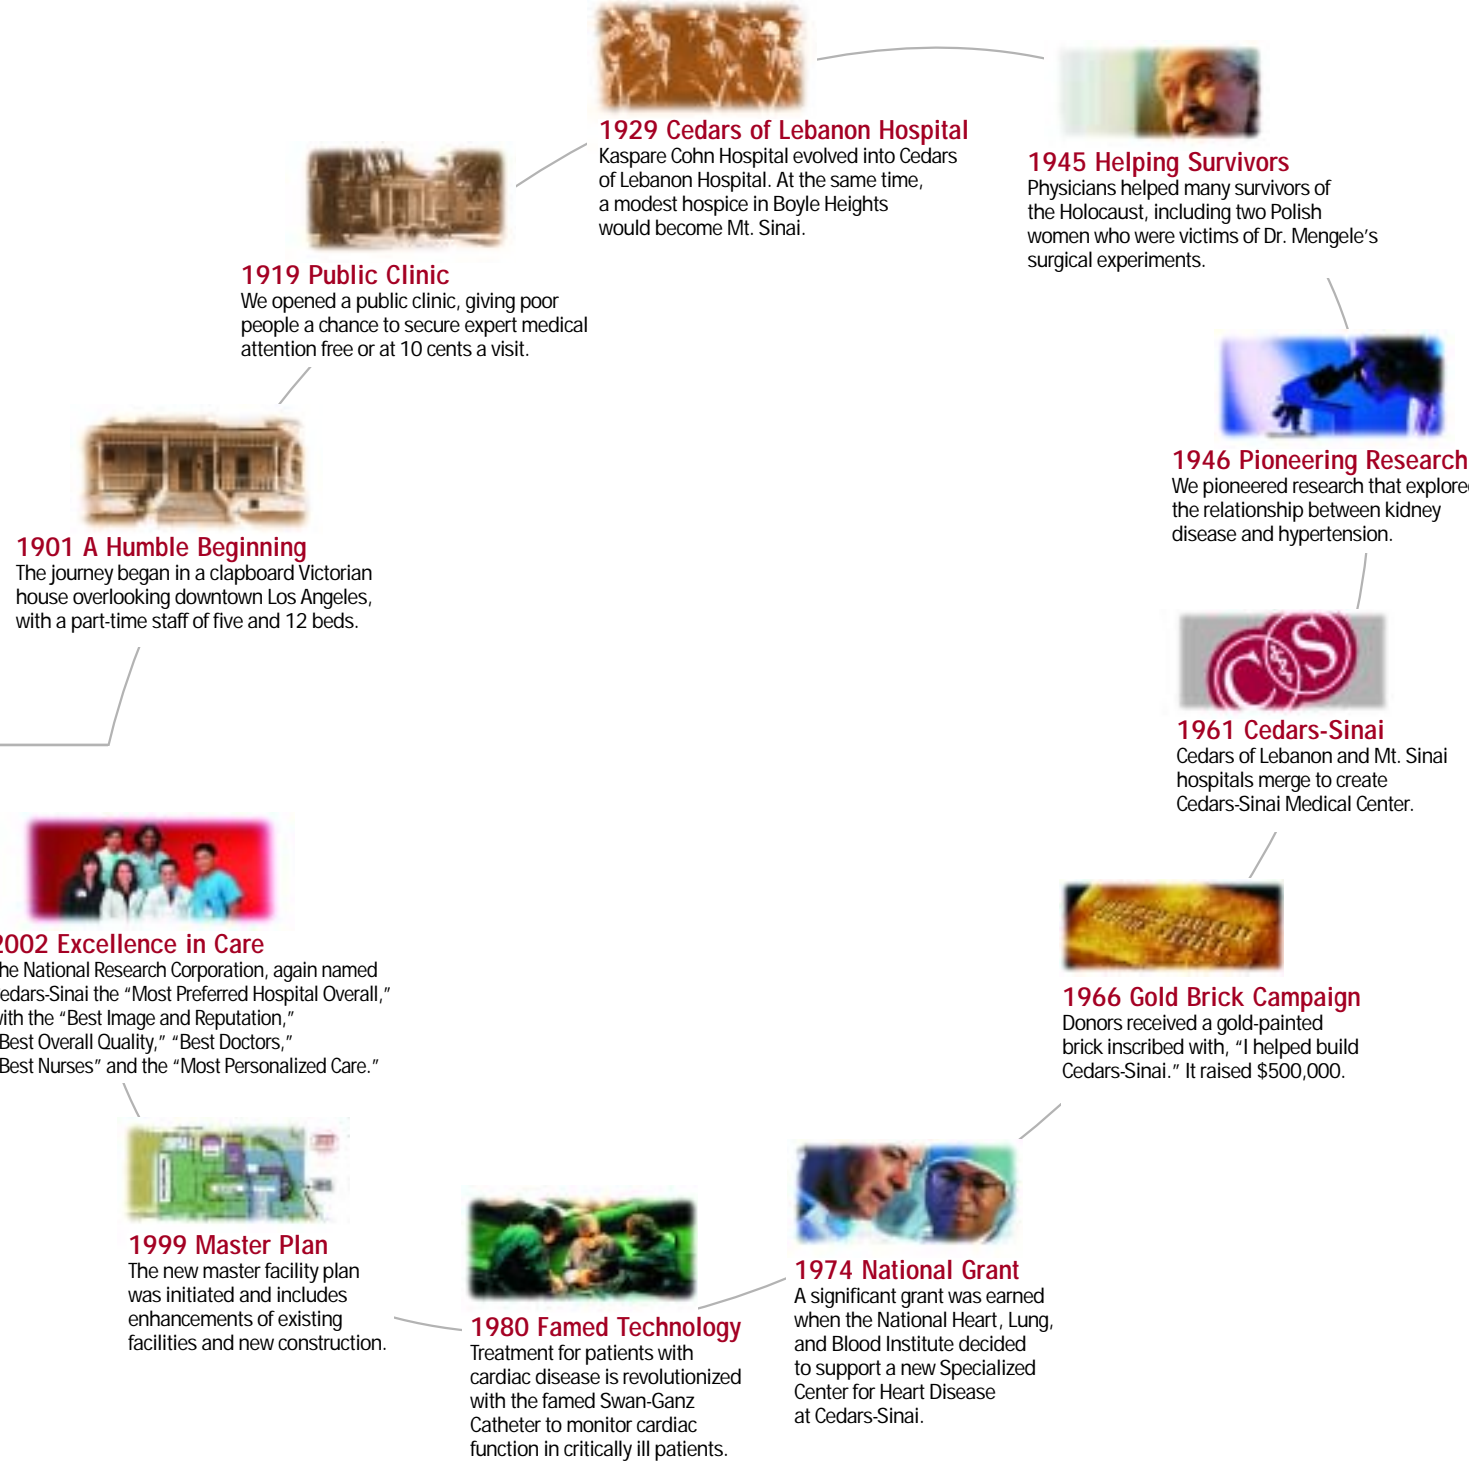 1901 A Humble Beginning
The journey began in a clapboard Victorian
house overlooking downtown Los Angeles,
with a part-time staff of five and 12 beds.
1919 Public Clinic
We opened a public clinic, giving poor
people a chance to secure expert medical
attention free or at 10 cents a visit.
1929 Cedars of Lebanon Hospital
Kaspare Cohn Hospital evolved into Cedars
of Lebanon Hospital. At the same time,
a modest hospice in Boyle Heights
would become Mt. Sinai.
1945 Helping Survivors
Physicians helped many survivors of
the Holocaust, including two Polish
women who were victims of Dr. Mengele’s
surgical experiments.
1946 Pioneering Research
We pioneered research that explored
the relationship between kidney
disease and hypertension.
CS
1961 Cedars-Sinai
Cedars of Lebanon and Mt. Sinai
hospitals merge to create
Cedars-Sinai Medical Center.
1966 Gold Brick Campaign
Donors received a gold-painted
brick inscribed with, “I helped build
Cedars-Sinai.” It raised $500,000.
1974 National Grant
A significant grant was earned
when the National Heart, Lung,
and Blood Institute decided
to support a new Specialized
Center for Heart Disease
at Cedars-Sinai.
1980 Famed Technology
Treatment for patients with
cardiac disease is revolutionized
with the famed Swan-Ganz
Catheter to monitor cardiac
function in critically ill patients.
1999 Master Plan
The new master facility plan
was initiated and includes
enhancements of existing
facilities and new construction.
2002 Excellence in Care
he National Research Corporation, again named
edars-Sinai the “Most Preferred Hospital Overall,”
with the “Best Image and Reputation,”
Best Overall Quality,” “Best Doctors,”
Best Nurses” and the “Most Personalized Care.”